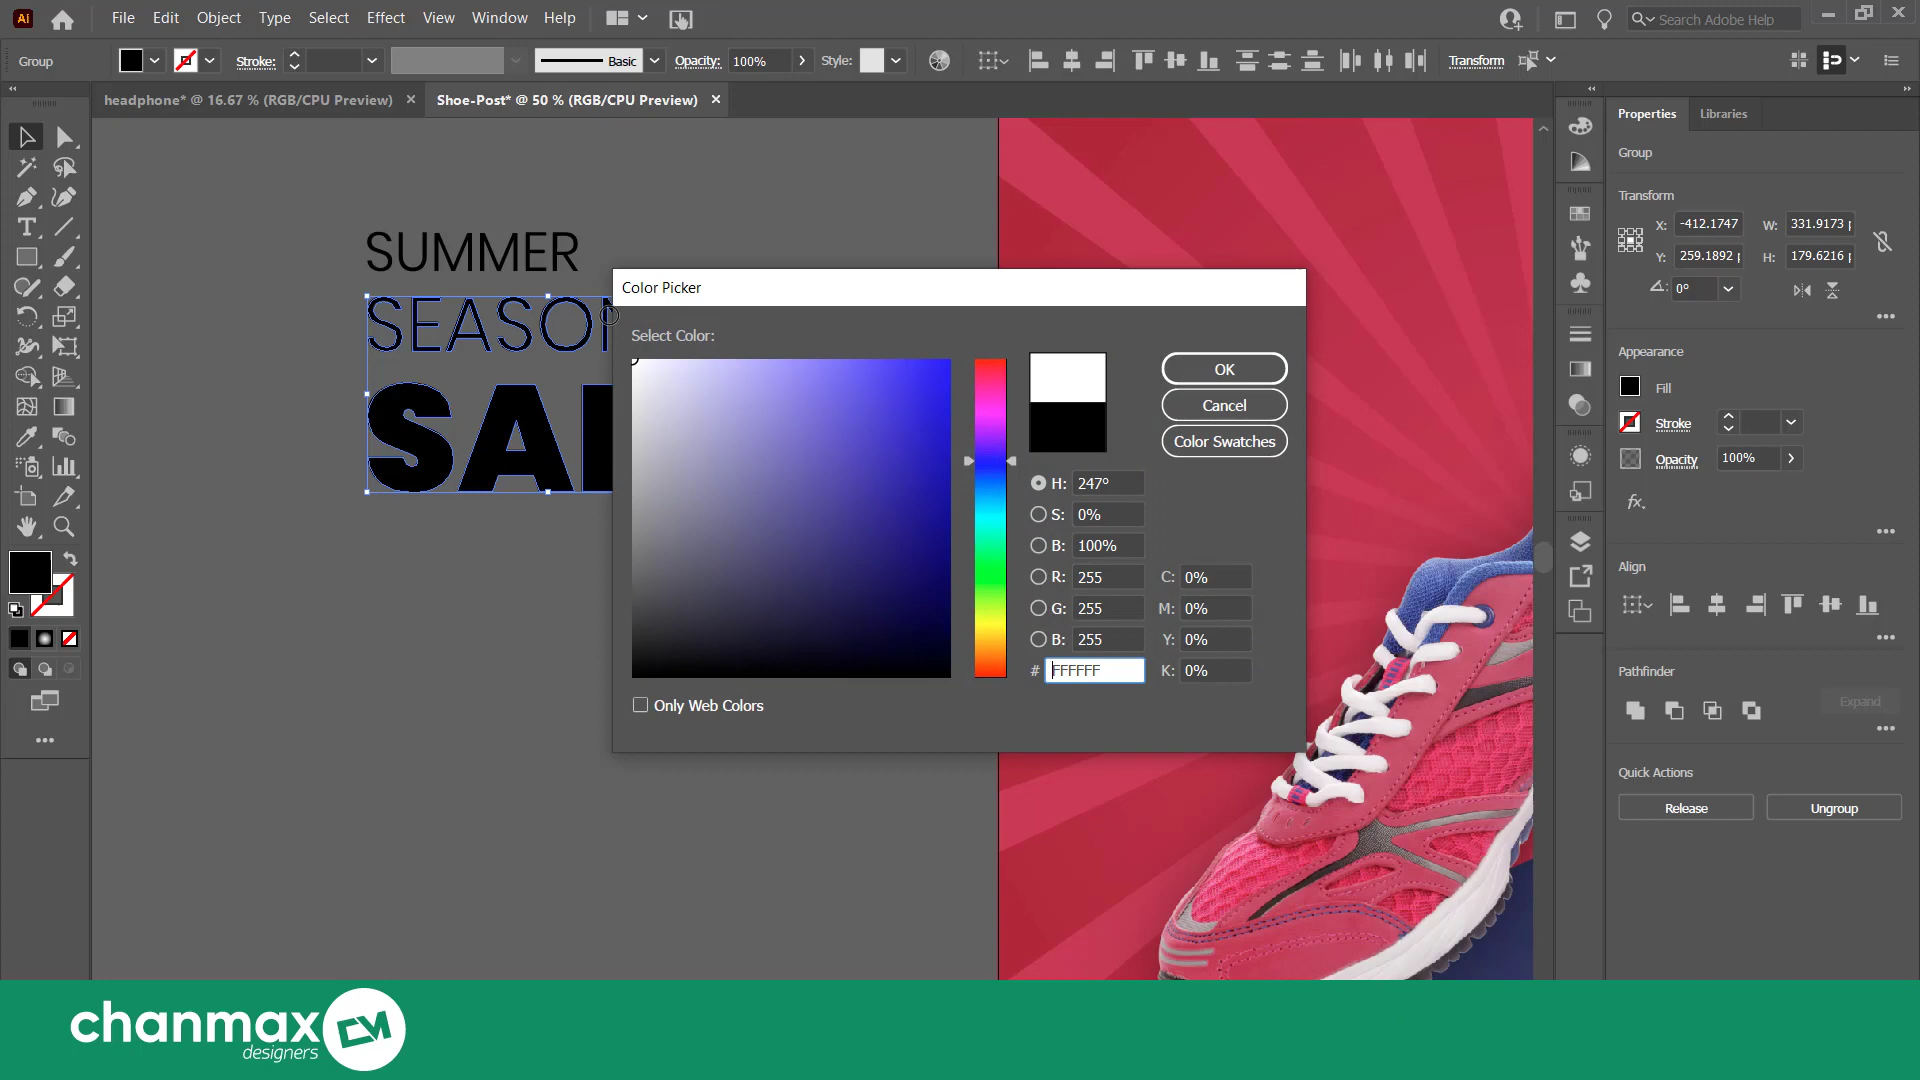 Ai File Edit Object Type Select Effect View Window Help Search Adobe Help
Group Stroke: Basic Opacity: 100% Style: Transform
headphone* @ 16.67 % (RGB/CPU Preview) × Shoe-Post* @ 50 % (RGB/CPU Preview) ×
Properties Libraries
Group
Transform
X: -412.1747 W: 331.9173 p
Y: 259.1892 p H: 179.6216 p
0°
Appearance
Fill
Stroke
Opacity 100%
fx.
Align
Pathfinder
Expand
Quick Actions
Release Ungroup
SUMMER
SEASON
SAL
Color Picker
Select Color:
OK
Cancel
Color Swatches
H: 247°
S: 0%
B: 100%
R: 255 C: 0%
G: 255 M: 0%
B: 255 Y: 0%
# FFFFFF K: 0%
Only Web Colors
chanmax
designers
CM